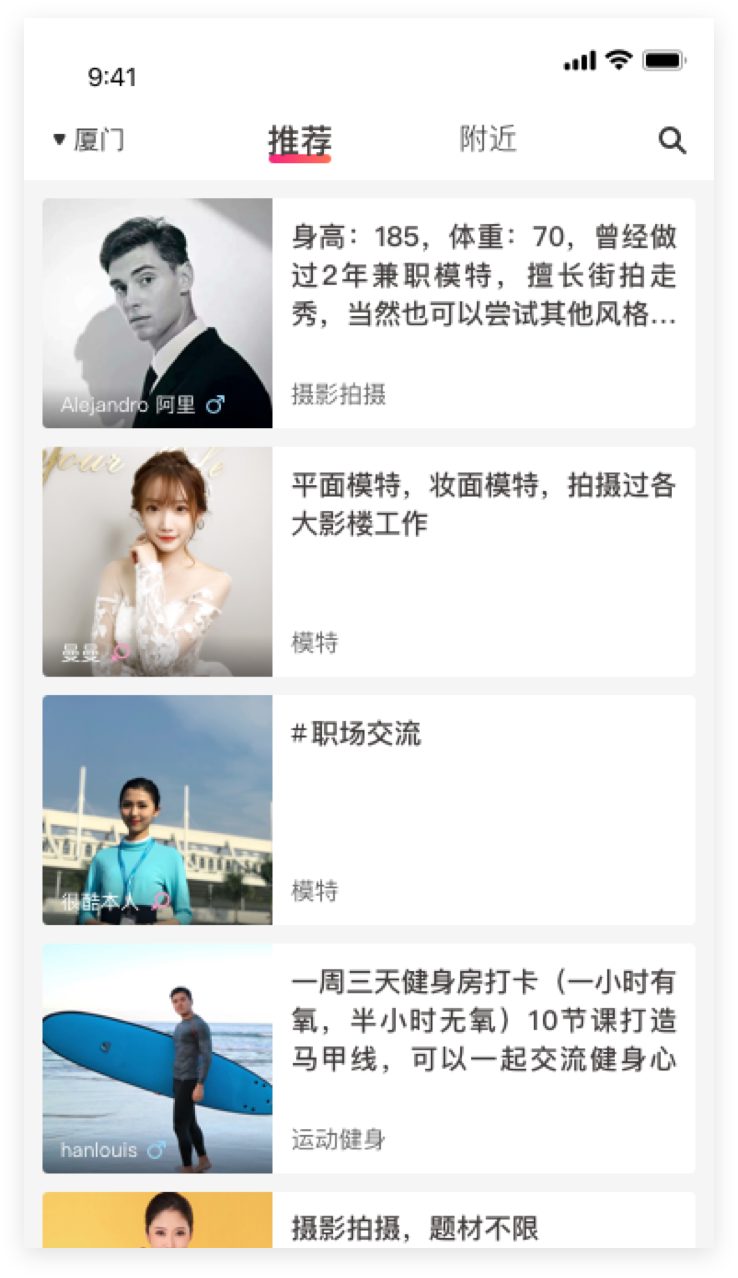 9:41
▼ 厦门
推荐
附近
身高：185，体重：70，曾经做
过2年兼职模特，擅长街拍走
秀，当然也可以尝试其他风格...
Alejandro 阿里 ♂
摄影拍摄
your
平面模特，妆面模特，拍摄过各
大影楼工作
曼曼
模特
#职场交流
很酷本人
模特
一周三天健身房打卡（一小时有
氧，半小时无氧）10节课打造
马甲线，可以一起交流健身心
hanlouis ♂
运动健身
摄影拍摄，题材不限